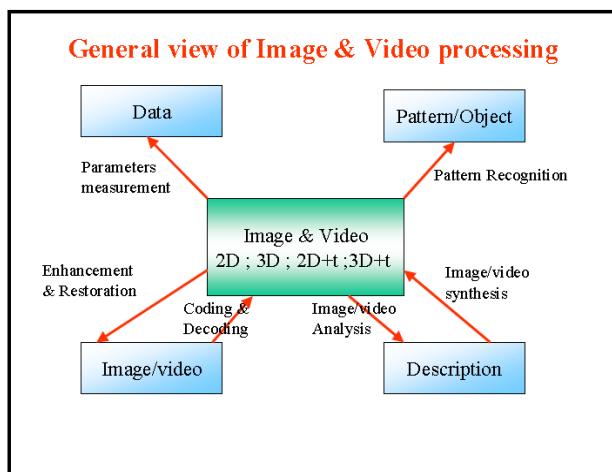 General view of Image & Video processing
Data
Pattern/Object
Parameters
measurement
Pattern Recognition
Image & Video
2D ; 3D ; 2D+t ;3D+t
Enhancement
& Restoration
Image/video
synthesis
Coding &
Decoding
Image/video
Analysis
Image/video
Description